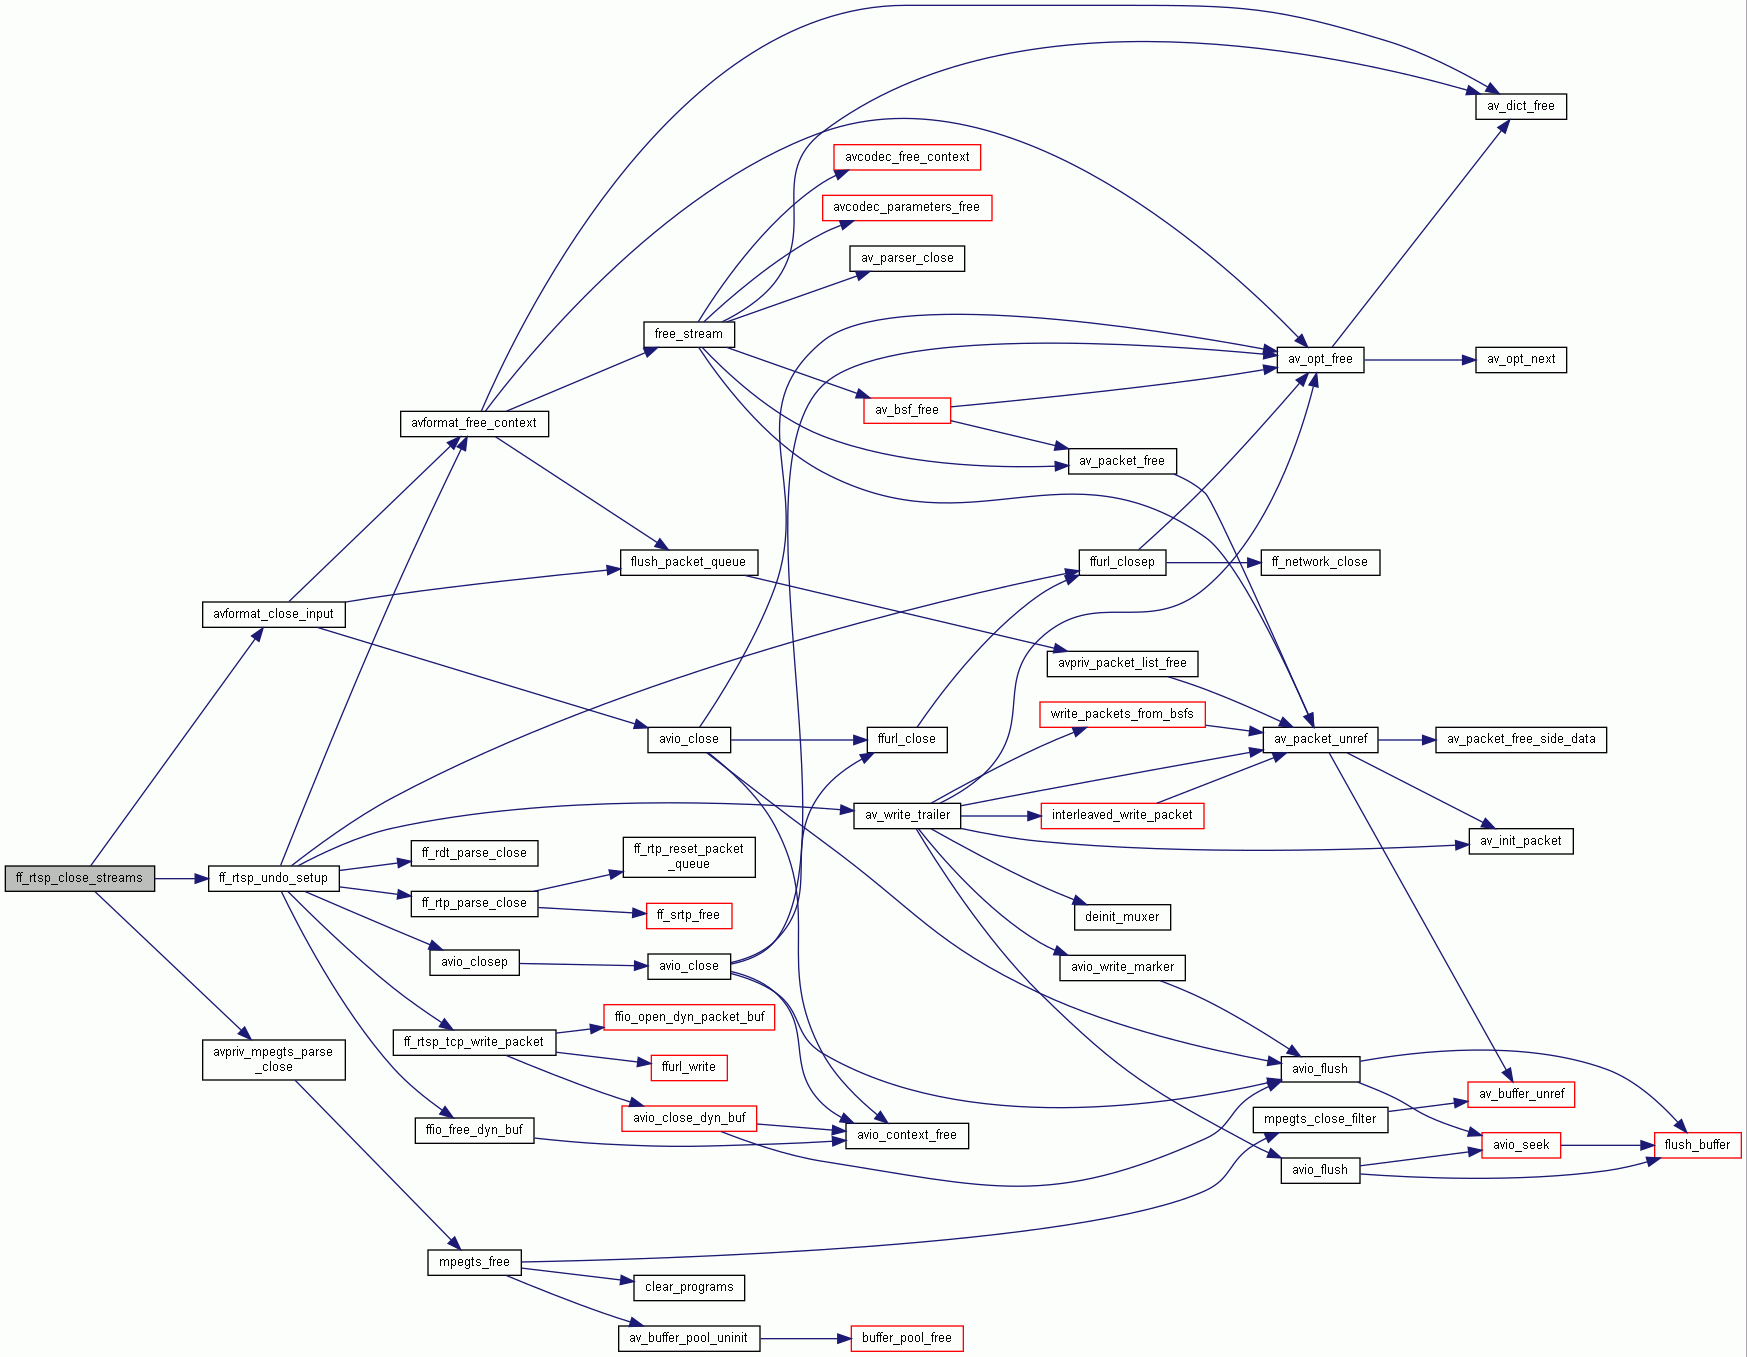 av_dict_free
avcodec_free_context
avcodec_parameters_free
av_parser_close
free_stream
av_opt_free
av_opt_next
av_bsf_free
avformat_free_context
av_packet_free
flush_packet_queue
ffurl_closep
ff_network_close
avformat_close_input
avpriv_packet_list_free
write_packets_from_bsfs
avio_close
ffurl_close
av_packet_unref
av_packet_free_side_data
av_write_trailer
interleaved_write_packet
av_init_packet
ff_rdt_parse_close
ff_rtp_reset_packet
_queue
ff_rtsp_close_streams
ff_rtsp_undo_setup
ff_rtp_parse_close
ff_srtp_free
deinit_muxer
avio_closep
avio_close
avio_write_marker
ffio_open_dyn_packet_buf
ff_rtsp_tcp_write_packet
avpriv_mpegts_parse
_close
ffurl_write
avio_flush
av_buffer_unref
avio_close_dyn_buf
mpegts_close_filter
ffio_free_dyn_buf
avio_context_free
avio_seek
flush_buffer
avio_flush
mpegts_free
clear_programs
av_buffer_pool_uninit
buffer_pool_free